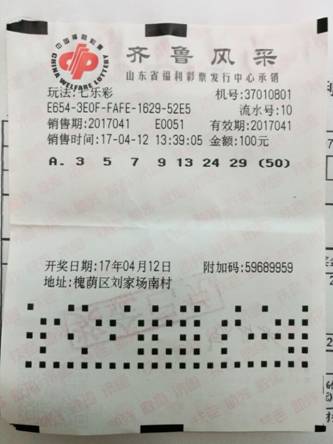 中国福利彩票
CHINA WELFARE LOTTERY
齐鲁风采
山东省福利彩票发行中心承销
玩法:七乐彩 机号:37010801
E654-3E0F-FAFE-1629-52E5 流水号:10
销售期:2017041 E0051 有效期:2017041
销售时间:17-04-12 13:39:05 金额:100元
A. 3 5 7 9 13 24 29 (50)
开奖日期:17年04月12日 附加码:59689959
地址:槐荫区刘家场南村